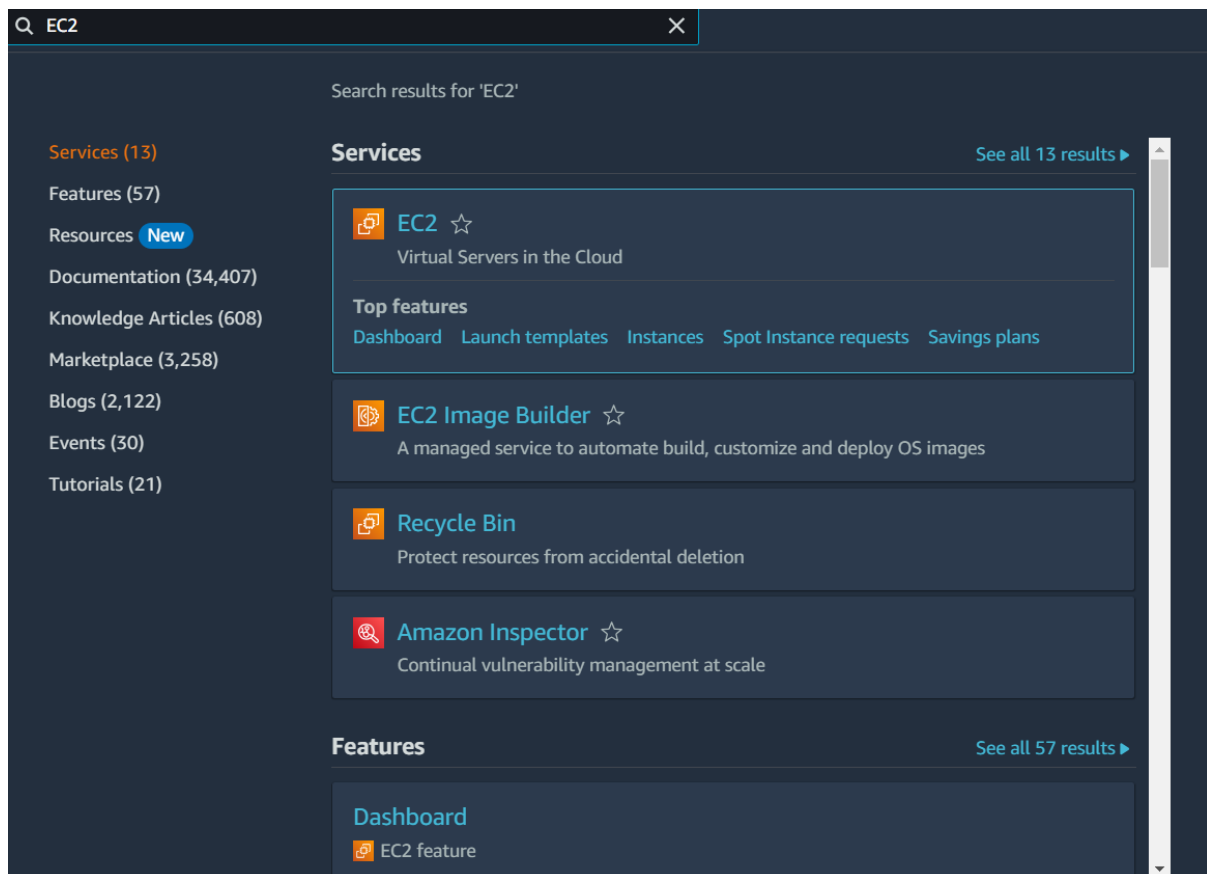 EC2
Search results for 'EC2'
Services (13)
Features (57)
Resources New
Documentation (34,407)
Knowledge Articles (608)
Marketplace (3,258)
Blogs (2,122)
Events (30)
Tutorials (21)
Services
See all 13 results
EC2
Virtual Servers in the Cloud
Top features
Dashboard Launch templates Instances Spot Instance requests Savings plans
EC2 Image Builder
A managed service to automate build, customize and deploy OS images
Recycle Bin
Protect resources from accidental deletion
Amazon Inspector
Continual vulnerability management at scale
Features
See all 57 results
Dashboard
EC2 feature